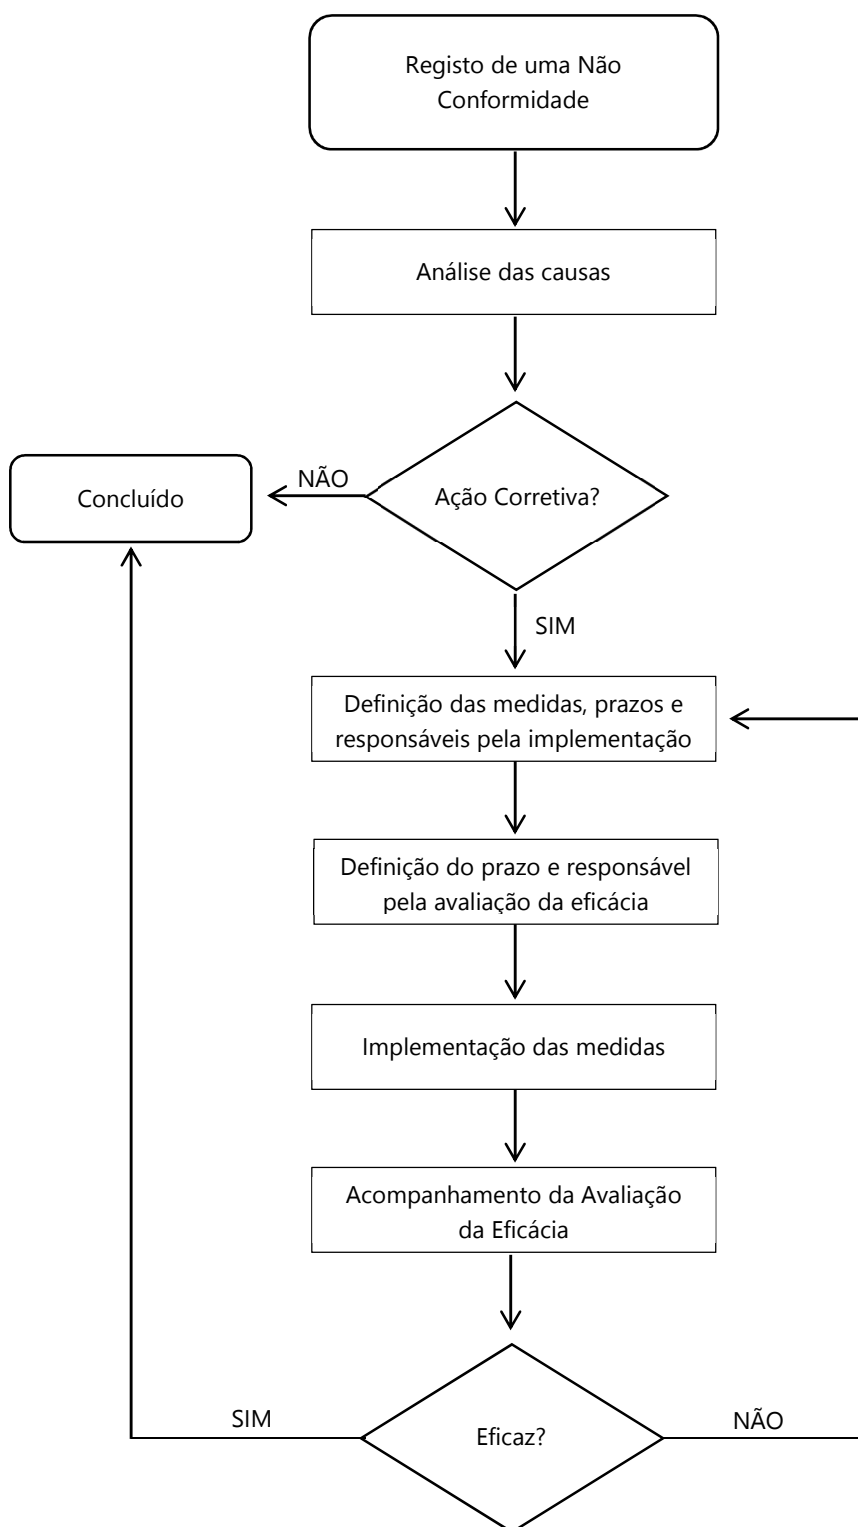 Registo de uma Não
Conformidade
Análise das causas
NÃO
Concluído
Ação Corretiva?
SIM
Definição das medidas, prazos e
responsáveis pela implementação
Definição do prazo e responsável
pela avaliação da eficácia
Implementação das medidas
Acompanhamento da Avaliação
da Eficácia
SIM
Eficaz?
NÃO